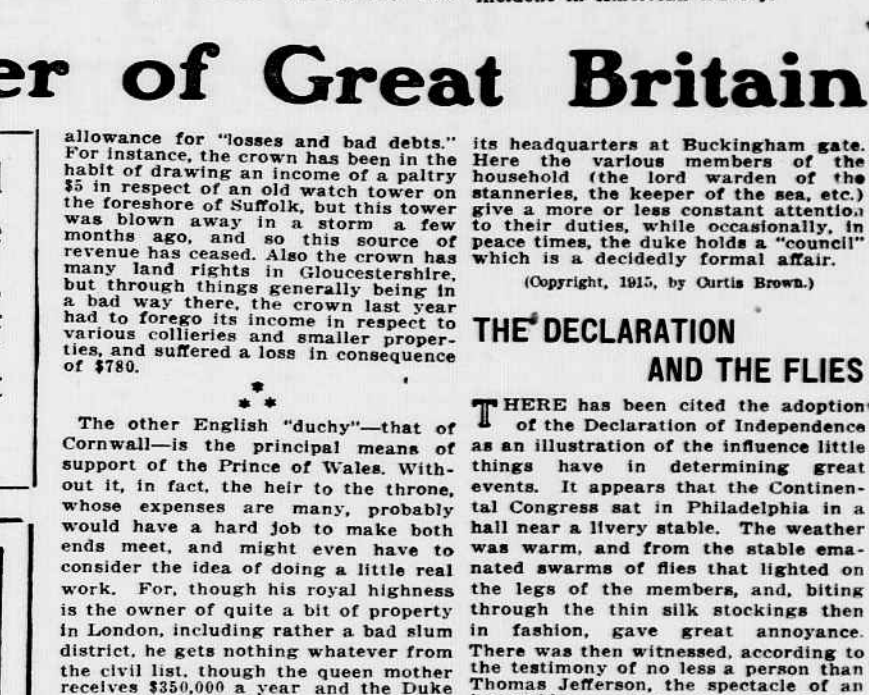 er of Great Britain
allowance for "losses and bad debts."
For instance, the crown has been in the
habit of drawing an income of a paltry
$5 in respect of an old watch tower on
the foreshore of Suffolk, but this tower
was blown away in a storm a few
months ago, and so this source of
revenue has ceased. Also the crown has
many land rights in Gloucestershire,
but through things generally being in
a bad way there, the crown last year
had to forego its income in respect to
various collieries and smaller proper-
ties, and suffered a loss in consequence
of $780.
* * *
The other English "duchy"—that of
Cornwall—is the principal means of
support of the Prince of Wales. With-
out it, in fact, the heir to the throne,
whose expenses are many, probably
would have a hard job to make both
ends meet, and might even have to
consider the idea of doing a little real
work. For, though his royal highness
is the owner of quite a bit of property
in London, including rather a bad slum
district, he gets nothing whatever from
the civil list, though the queen mother
receives $350,000 a year and the Duke
its headquarters at Buckingham gate.
Here the various members of the
household (the lord warden of the
stanneries, the keeper of the sea, etc.)
give a more or less constant attention
to their duties, while occasionally, in
peace times, the duke holds a "council"
which is a decidedly formal affair.
(Copyright, 1915, by Curtis Brown.)
THE DECLARATION
AND THE FLIES
THERE has been cited the adoption
of the Declaration of Independence
as an illustration of the influence little
things have in determining great
events. It appears that the Continen-
tal Congress sat in Philadelphia in a
hall near a livery stable. The weather
was warm, and from the stable ema-
nated swarms of flies that lighted on
the legs of the members, and, biting
through the thin silk stockings then
in fashion, gave great annoyance.
There was then witnessed, according to
the testimony of no less a person than
Thomas Jefferson, the spectacle of an